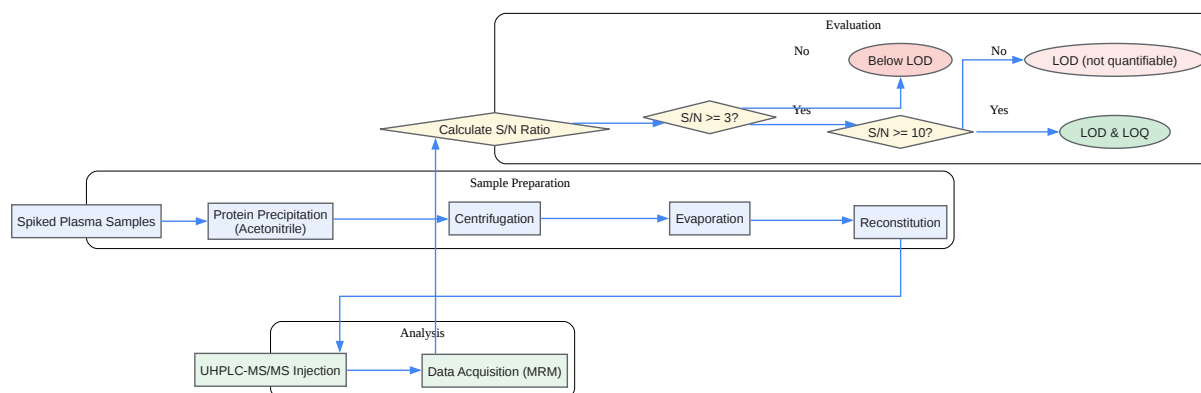 Evaluation
No
Below LOD
No
LOD (not quantifiable)
Calculate S/N Ratio
S/N >= 3?
Yes
S/N >= 10?
Yes
LOD & LOQ
Sample Preparation
Spiked Plasma Samples
Protein Precipitation
(Acetonitrile)
Centrifugation
Evaporation
Reconstitution
Analysis
UHPLC-MS/MS Injection
Data Acquisition (MRM)